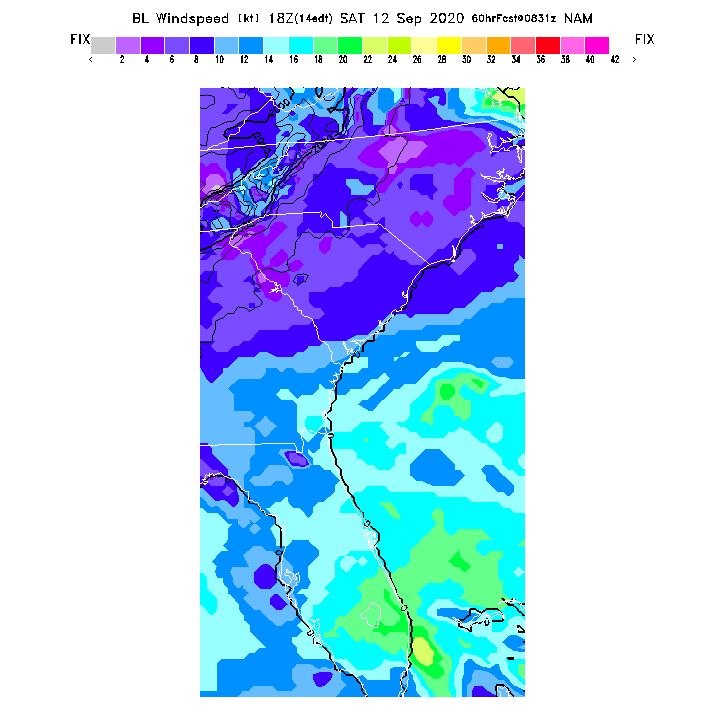 BL Windspeed [kt] 18Z(14edt) SAT 12 Sep 2020 60hrFcst@0831z NAM
FIX FIX
< 2 4 6 8 10 12 14 16 18 20 22 24 26 28 30 32 34 36 38 40 42 >